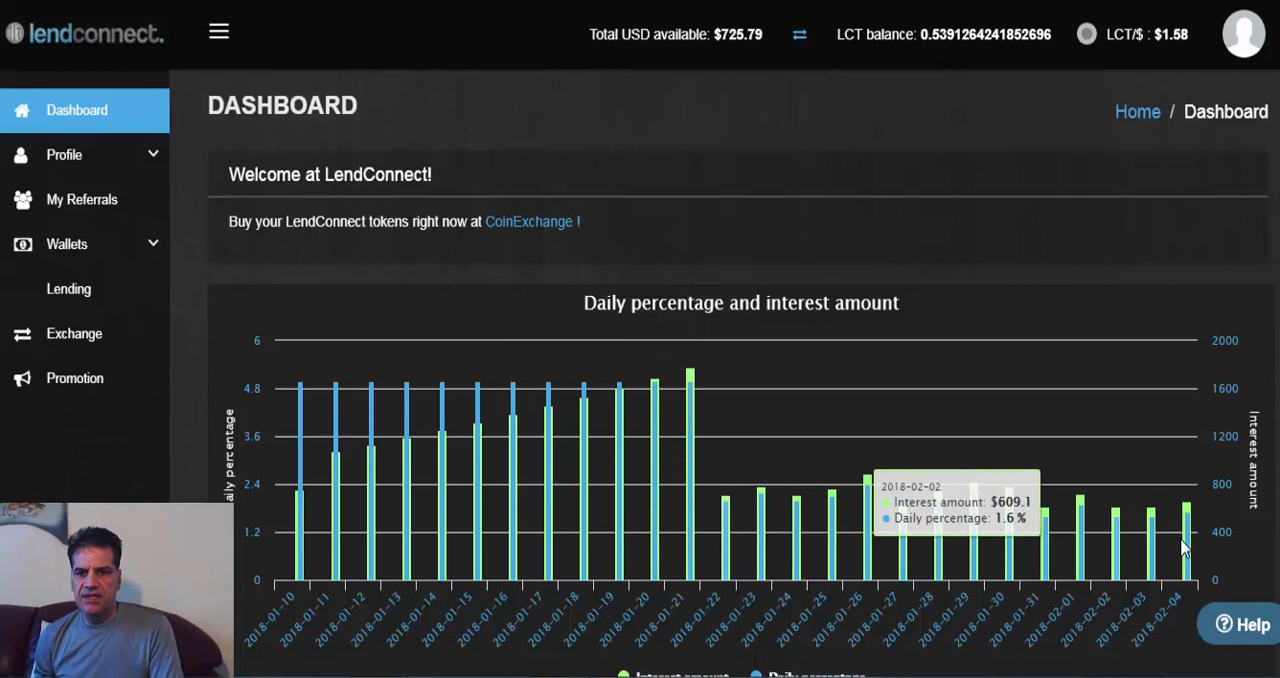 lendconnect.
Total USD available: $725.79
LCT balance: 0.5391264241852696
LCT/$ : $1.58
Dashboard
Profile
My Referrals
Wallets
Lending
Exchange
Promotion
DASHBOARD
Home / Dashboard
Welcome at LendConnect!
Buy your LendConnect tokens right now at CoinExchange !
Daily percentage and interest amount
6
4.8
3.6
2.4
1.2
0
aily percentage
2000
1600
1200
800
400
0
Interest amount
2018-02-02
Interest amount: $609.1
Daily percentage: 1.6 %
2018-01-10
2018-01-11
2018-01-12
2018-01-13
2018-01-14
2018-01-15
2018-01-16
2018-01-17
2018-01-18
2018-01-19
2018-01-20
2018-01-21
2018-01-22
2018-01-23
2018-01-24
2018-01-25
2018-01-26
2018-01-27
2018-01-28
2018-01-29
2018-01-30
2018-01-31
2018-02-01
2018-02-02
2018-02-03
2018-02-04
Interest amount
Daily percentage
Help